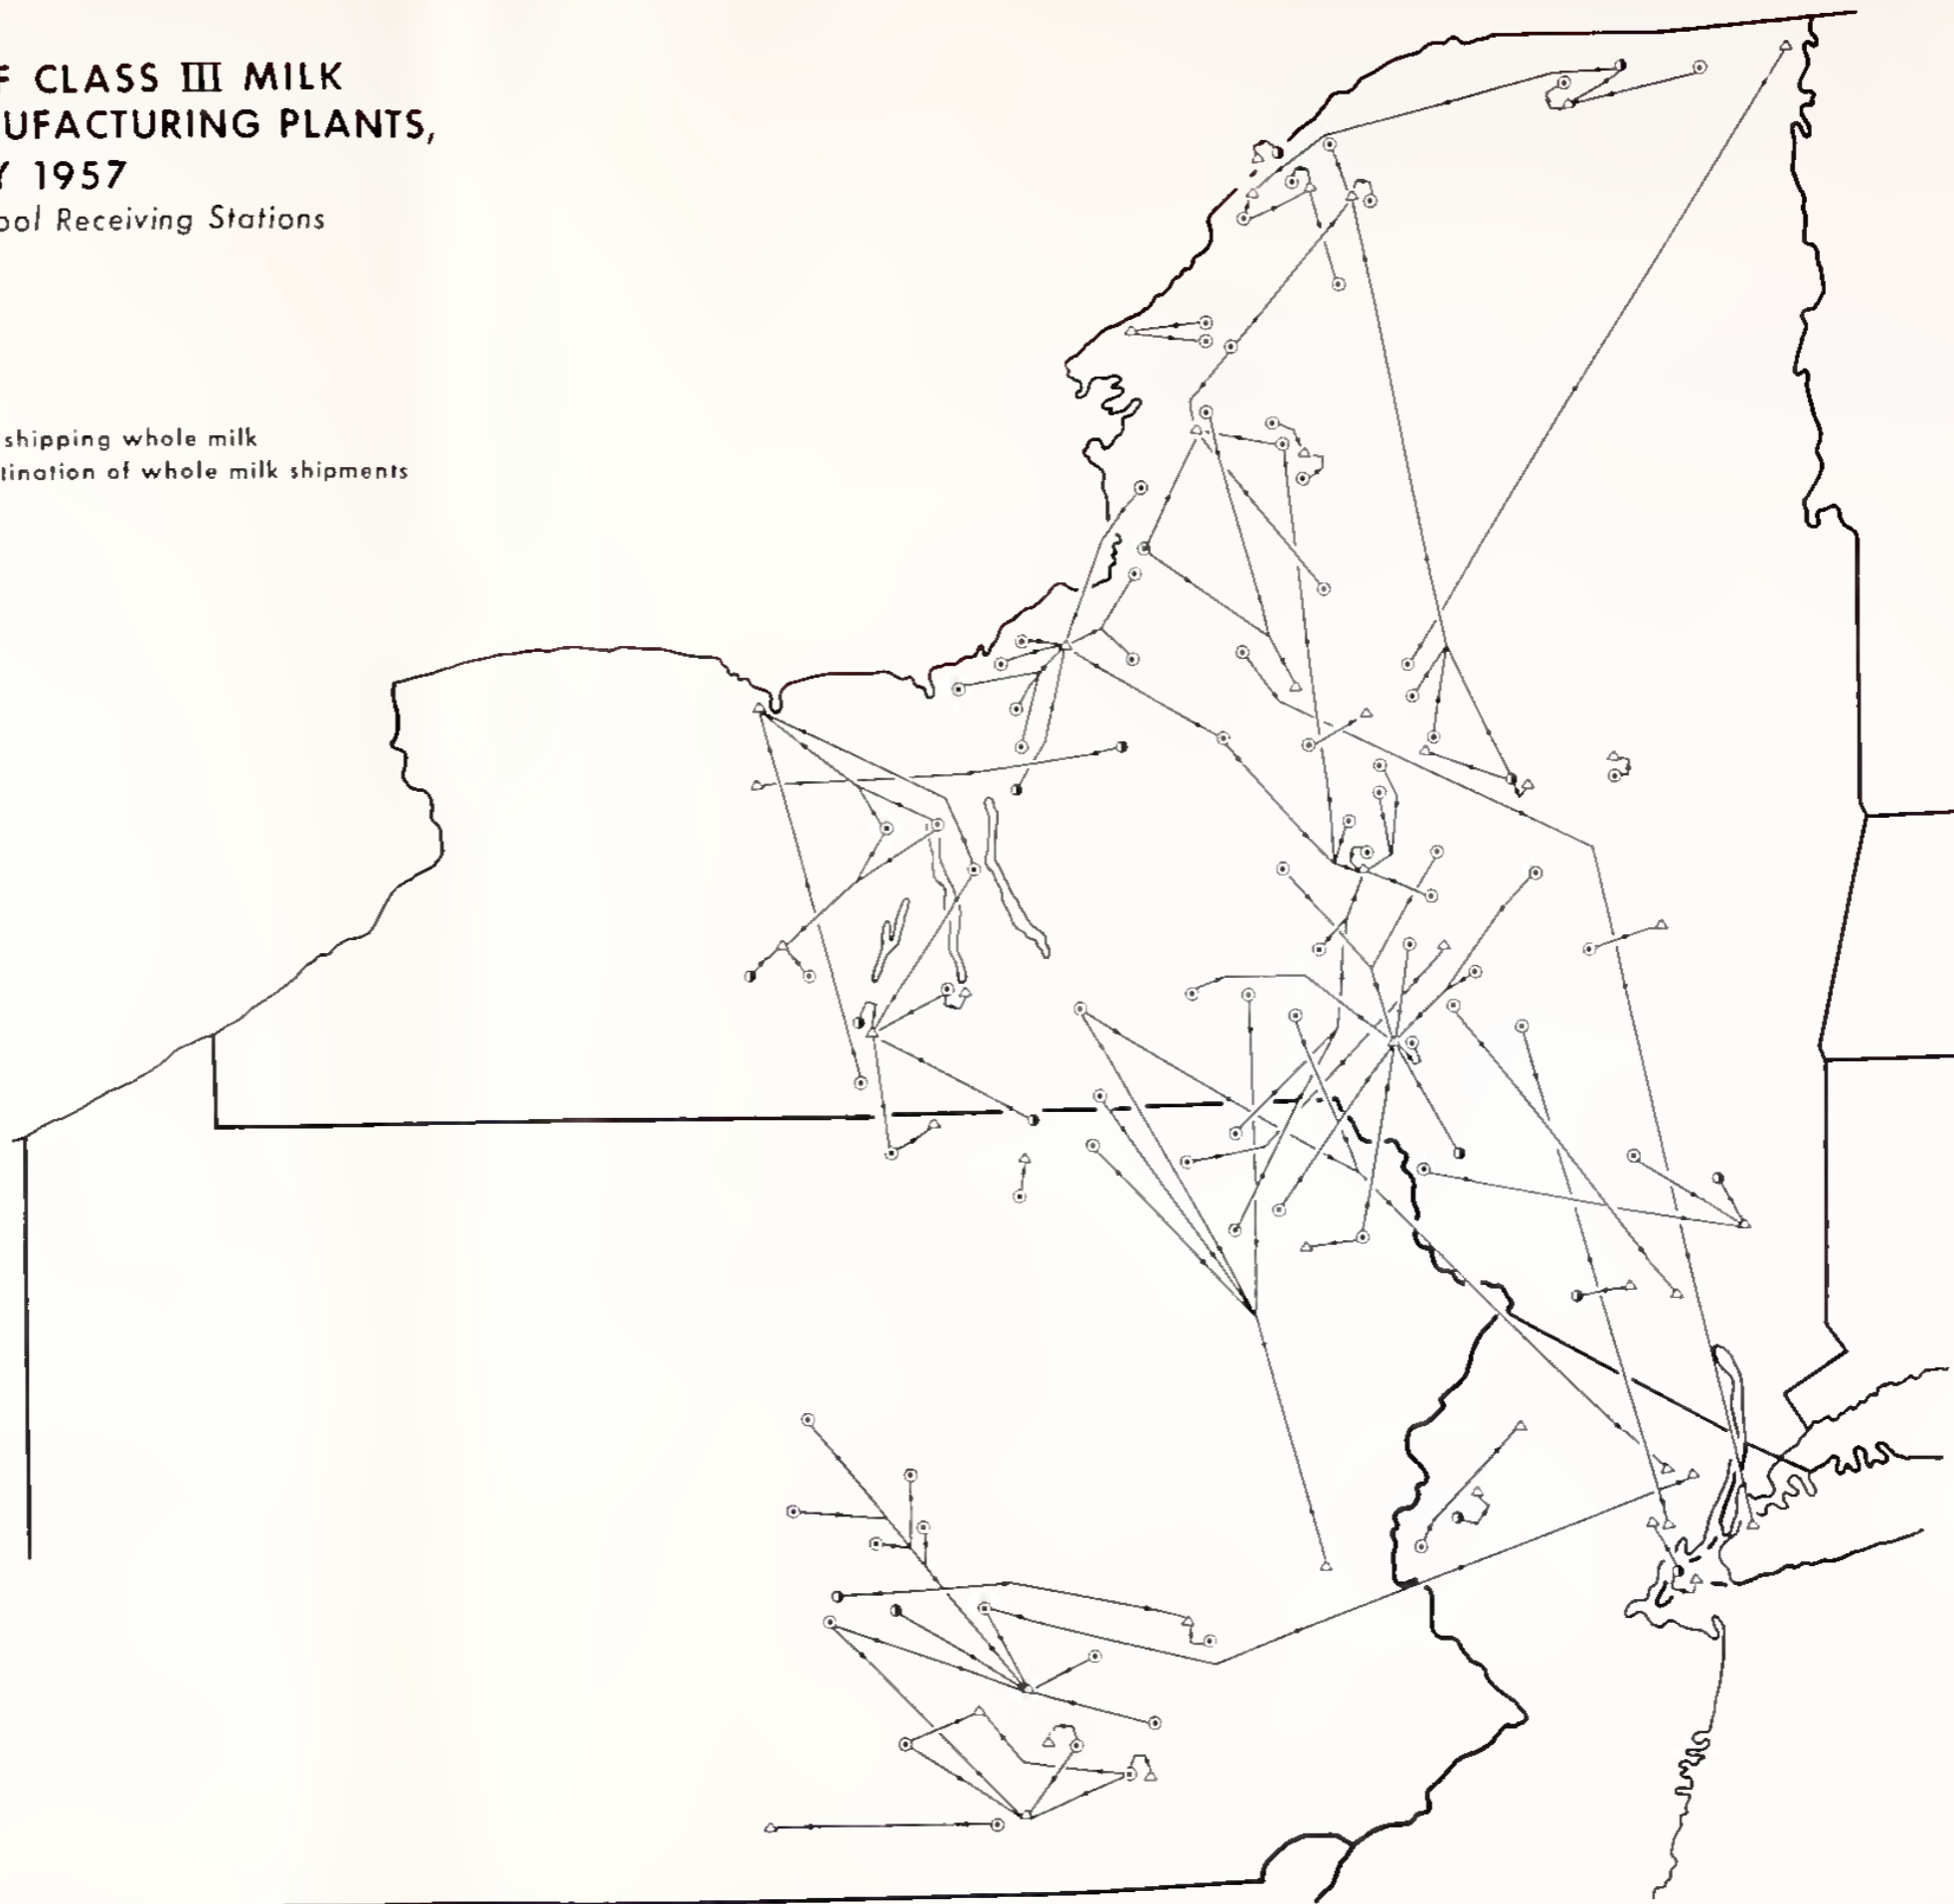 F CLASS III MILK
UFACTURING PLANTS,
Y 1957
ool Receiving Stations
shipping whole milk
tination of whole milk shipments